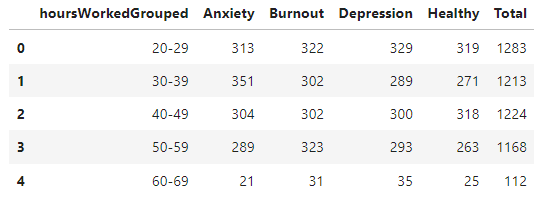 hoursWorkedGrouped Anxiety Burnout Depression Healthy Total
0 20-29 313 322 329 319 1283
1 30-39 351 302 289 271 1213
2 40-49 304 302 300 318 1224
3 50-59 289 323 293 263 1168
4 60-69 21 31 35 25 112